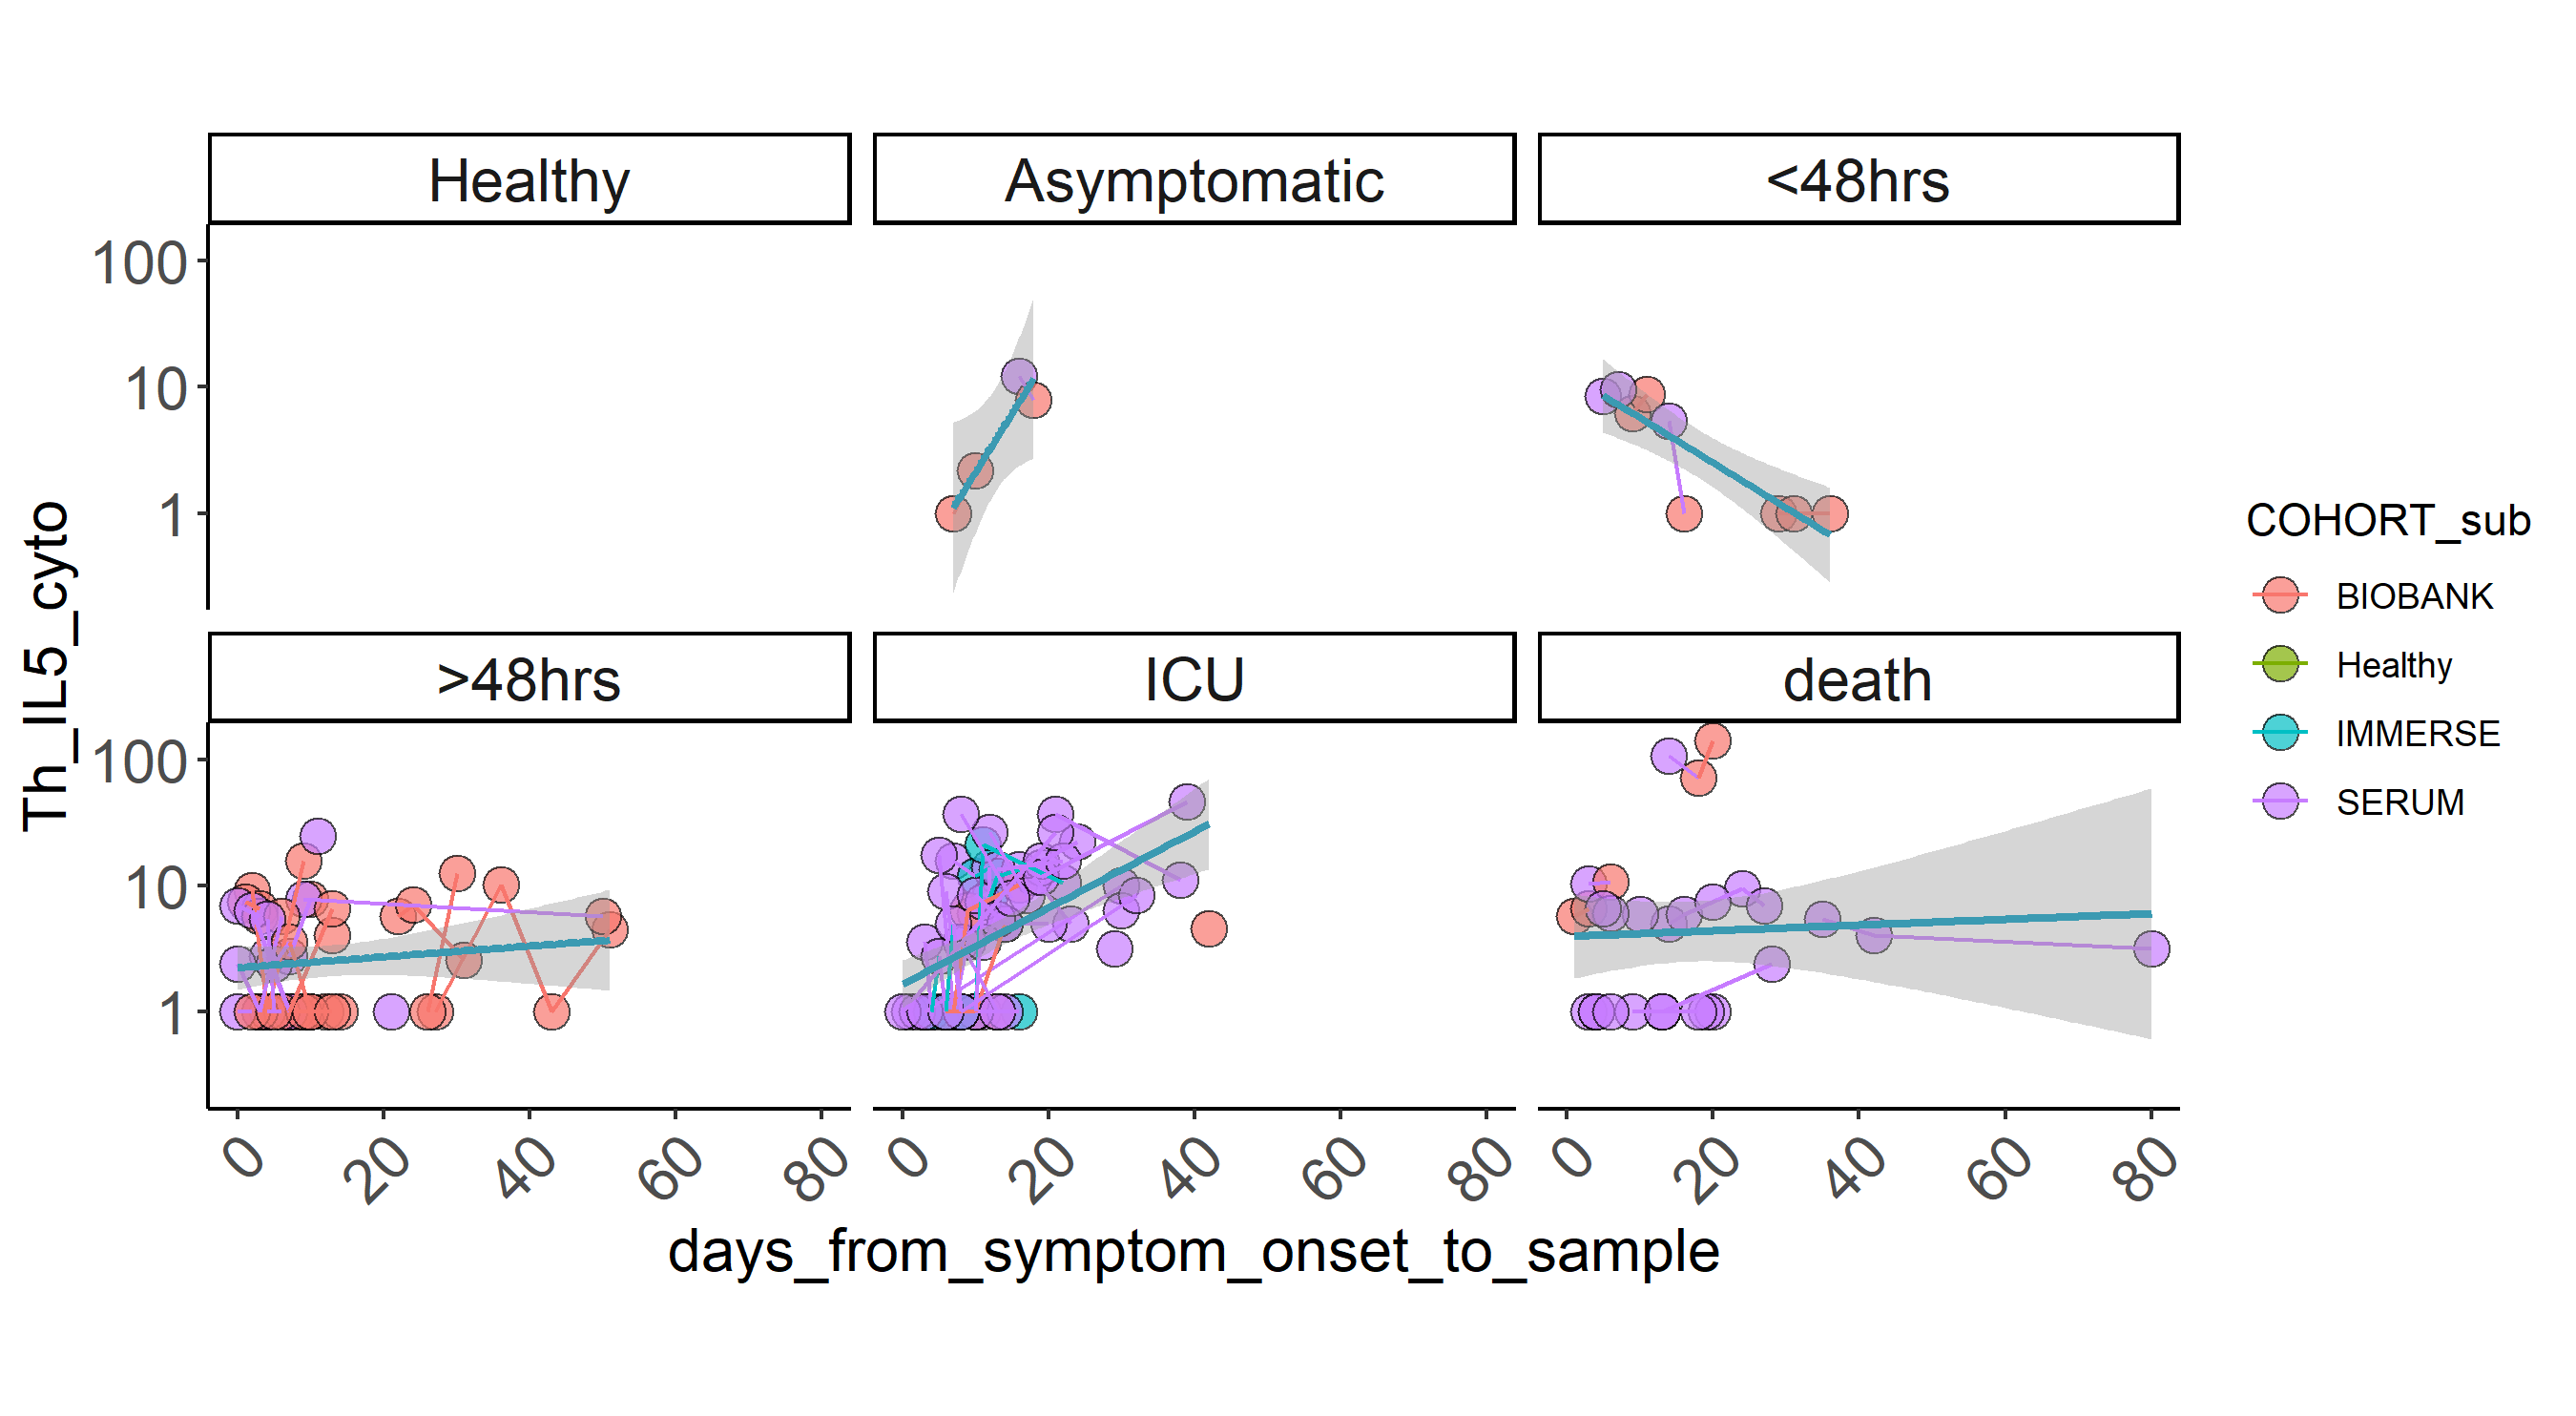 Healthy
Asymptomatic
<48hrs
100
10
1
>48hrs
ICU
death
100
10
1
0 20 40 60 80
0 20 40 60 80
0 20 40 60 80
days_from_symptom_onset_to_sample
Th_IL5_cyto
COHORT_sub
BIOBANK
Healthy
IMMERSE
SERUM